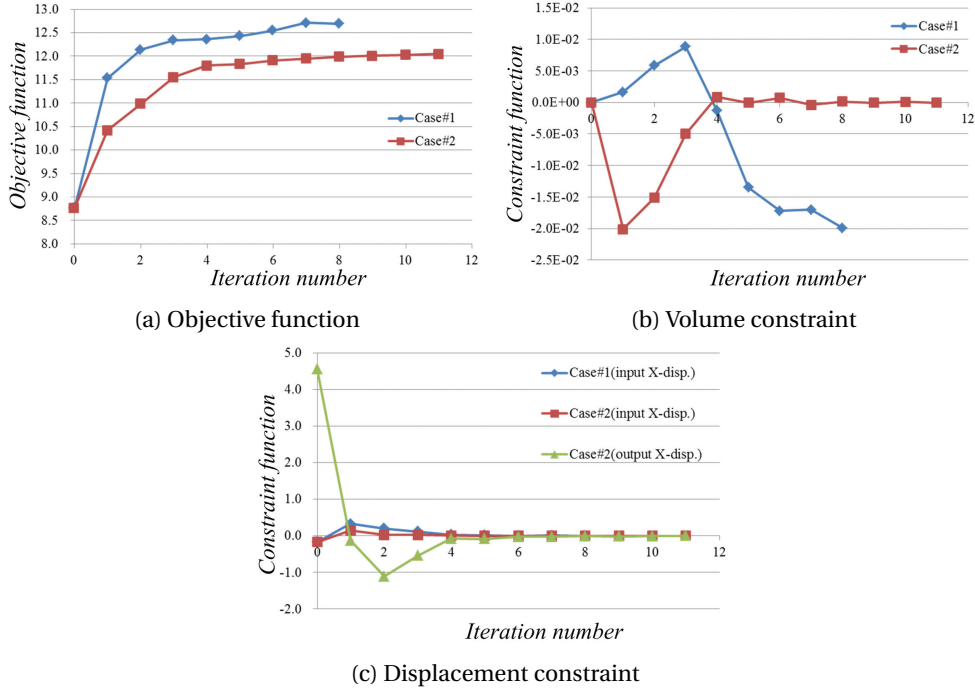 13.0
12.5
12.0
11.5
11.0
10.5
10.0
9.5
9.0
8.5
8.0
0 2 4 6 8 10 12
Objective function
Iteration number
Case#1
Case#2
(a) Objective function
1.5E-02
1.0E-02
5.0E-03
0.0E+00
-5.0E-03
-1.0E-02
-1.5E-02
-2.0E-02
-2.5E-02
0 2 4 6 8 10 12
Constraint function
Iteration number
Case#1
Case#2
(b) Volume constraint
5.0
4.0
3.0
2.0
1.0
0.0
-1.0
-2.0
0 2 4 6 8 10 12
Constraint function
Iteration number
Case#1(input X-disp.)
Case#2(input X-disp.)
Case#2(output X-disp.)
(c) Displacement constraint